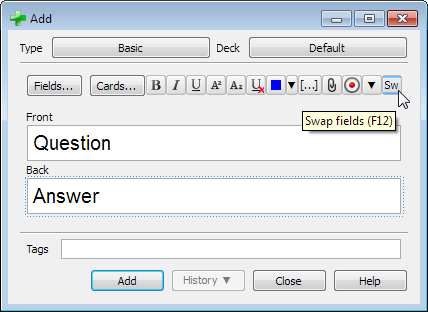 Add
Type Basic Deck Default
Fields... Cards... B I U A² A₂ U [...] Sw
Swap fields (F12)
Front
Question
Back
Answer
Tags
Add History ▼ Close Help